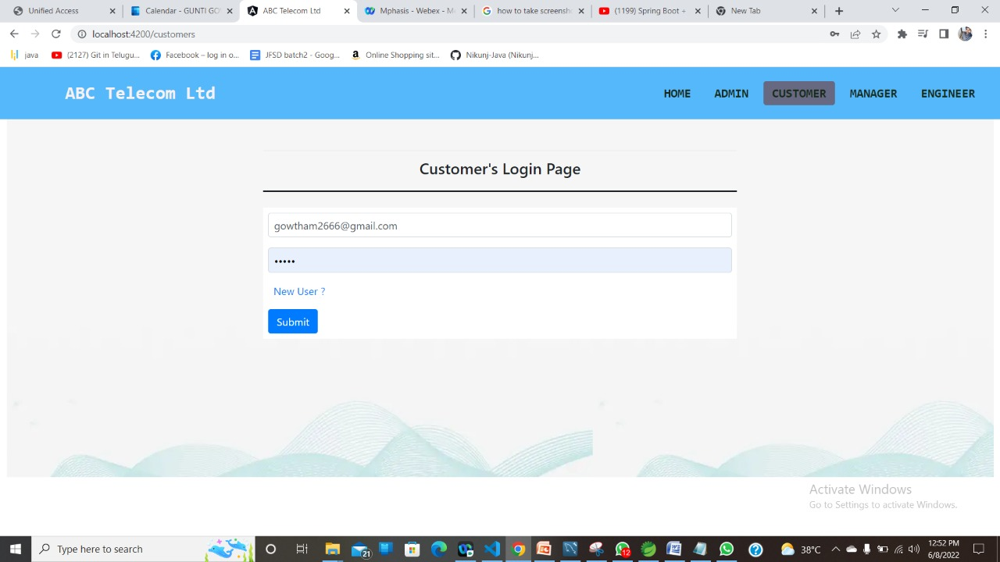 Unified Access
Calendar - GUNTI GO
ABC Telecom Ltd
Mphasis - Webex - M
how to take screensh
(1199) Spring Boot +
New Tab
localhost:4200/customers
java
(2127) Git in Telugu...
Facebook – log in o...
JFSD batch2 - Goog...
Online Shopping sit...
Nikunj-Java (Nikunj...
ABC Telecom Ltd
HOME
ADMIN
CUSTOMER
MANAGER
ENGINEER
Customer's Login Page
gowtham2666@gmail.com
•••••
New User ?
Submit
Activate Windows
Go to Settings to activate Windows.
Type here to search
21
12
38°C
12:52 PM
6/8/2022